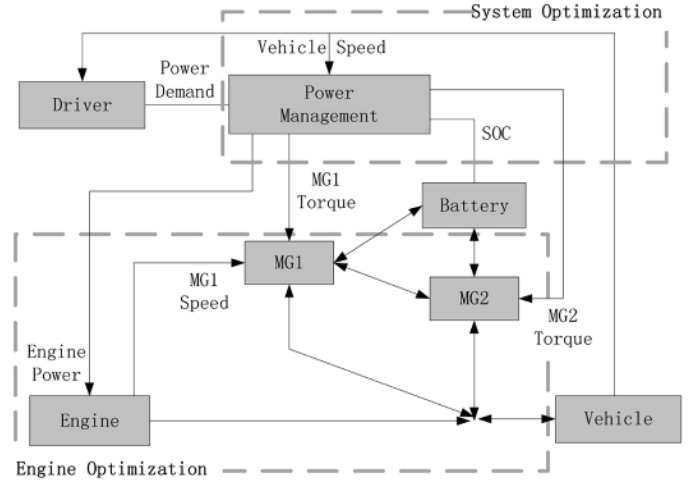 System Optimization
Vehicle Speed
Power
Demand
Driver
Power
Management
SOC
MG1
Torque
Battery
MG1
MG1
Speed
MG2
MG2
Torque
Engine
Power
Engine
Vehicle
Engine Optimization